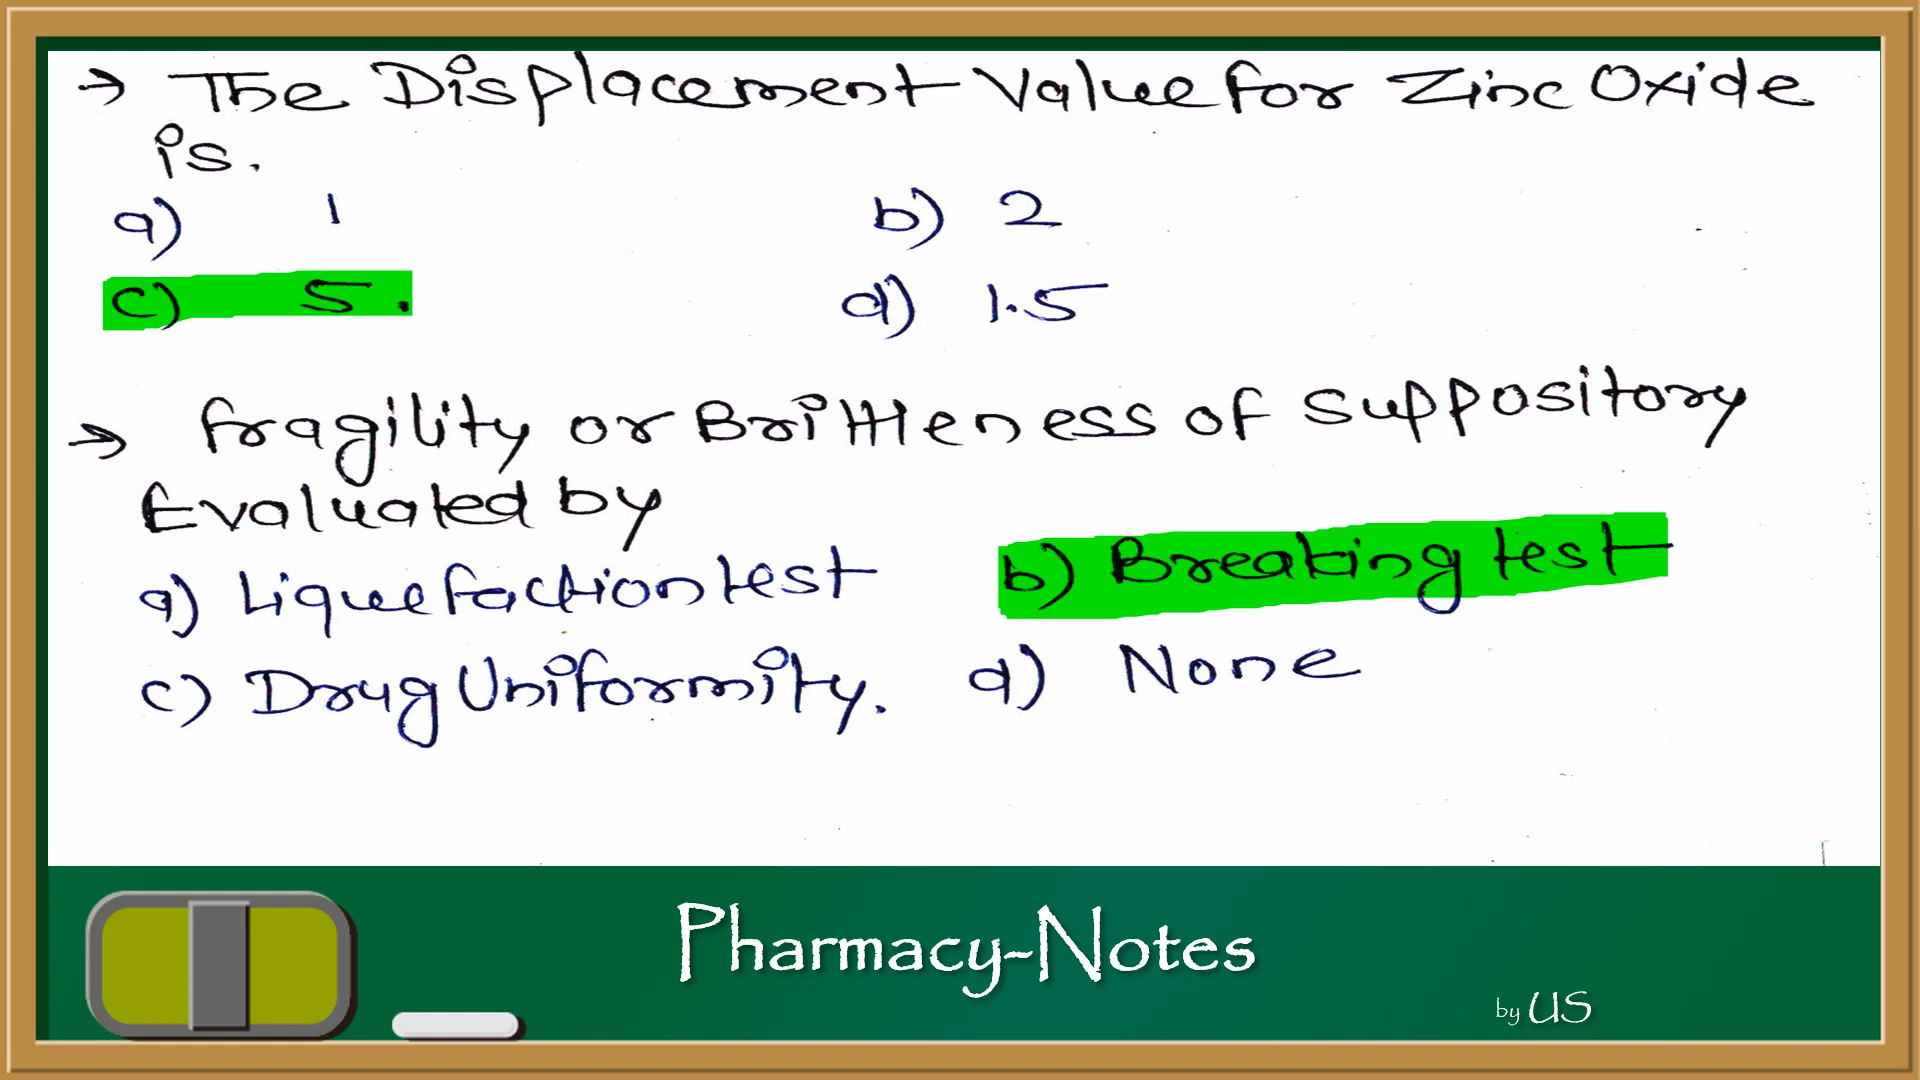 → The Displacement Value for Zinc Oxide
is.
a) 1 b) 2
c) 5. d) 1.5
→ fragility or Brittleness of Suppository
Evaluated by
a) Liquefaction test b) Breaking test
c) Drug Uniformity. d) None
Pharmacy-Notes
by US